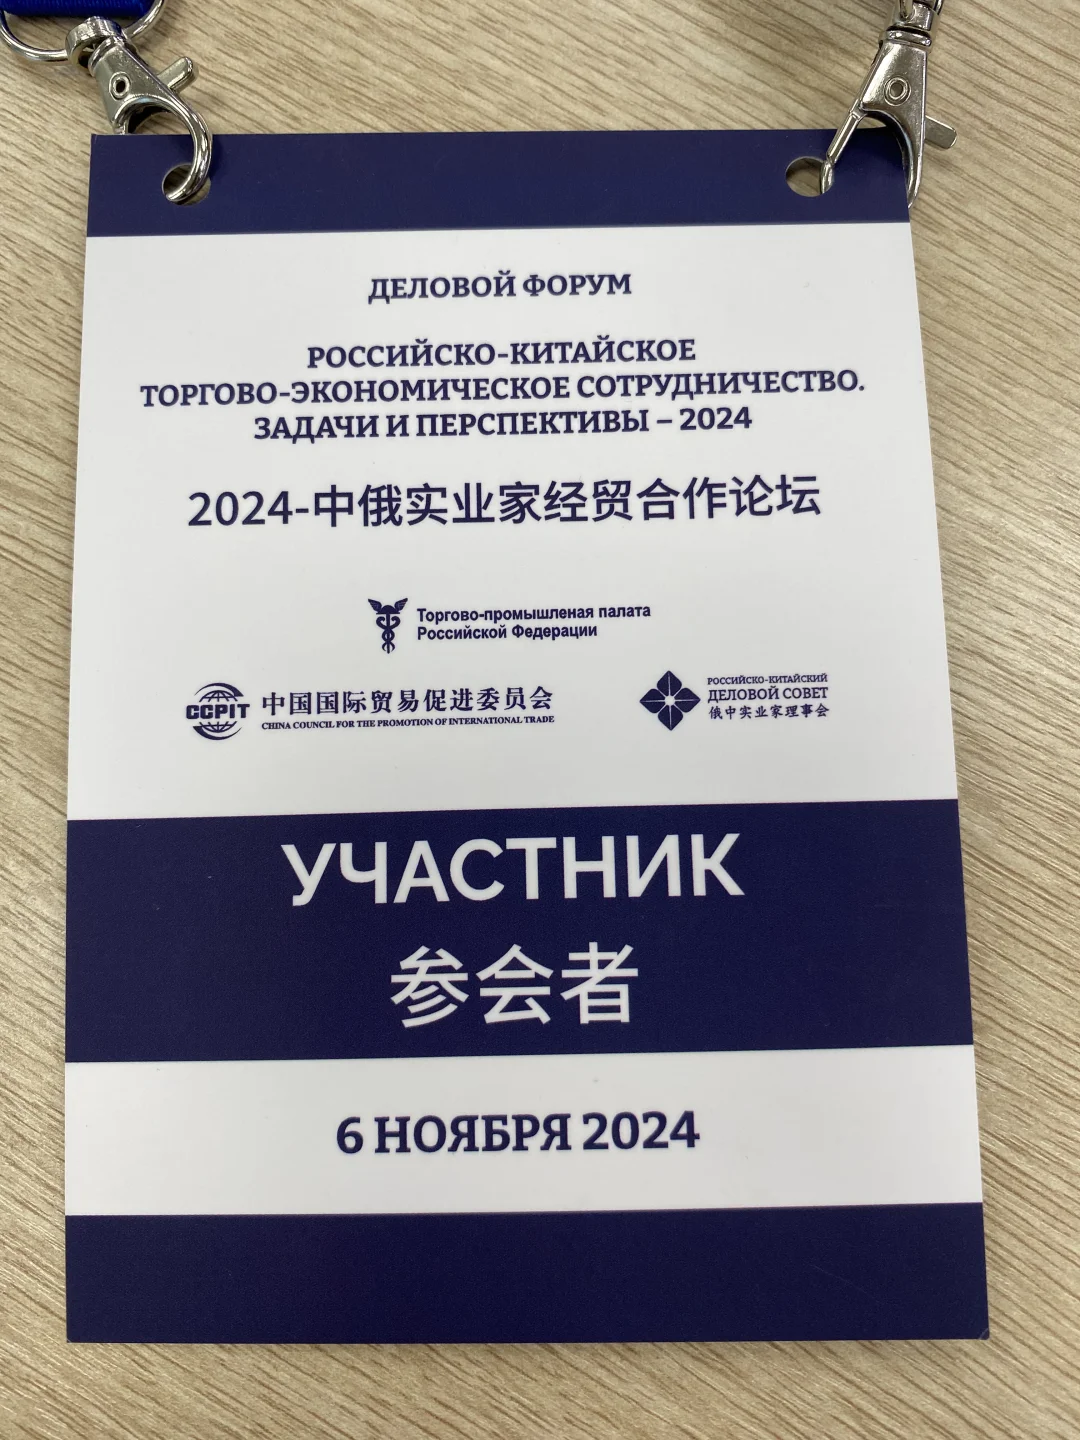 ДЕЛОВОЙ ФОРУМ
РОССИЙСКО-КИТАЙСКОЕ
ТОРГОВО-ЭКОНОМИЧЕСКОЕ СОТРУДНИЧЕСТВО.
ЗАДАЧИ И ПЕРСПЕКТИВЫ – 2024
2024-中俄实业家经贸合作论坛
Торгово-промышленая палата
Российской Федерации
CCPIT
中国国际贸易促进委员会
CHINA COUNCIL FOR THE PROMOTION OF INTERNATIONAL TRADE
РОССИЙСКО-КИТАЙСКИЙ
ДЕЛОВОЙ СОВЕТ
俄中实业家理事会
УЧАСТНИК
参会者
6 НОЯБРЯ 2024